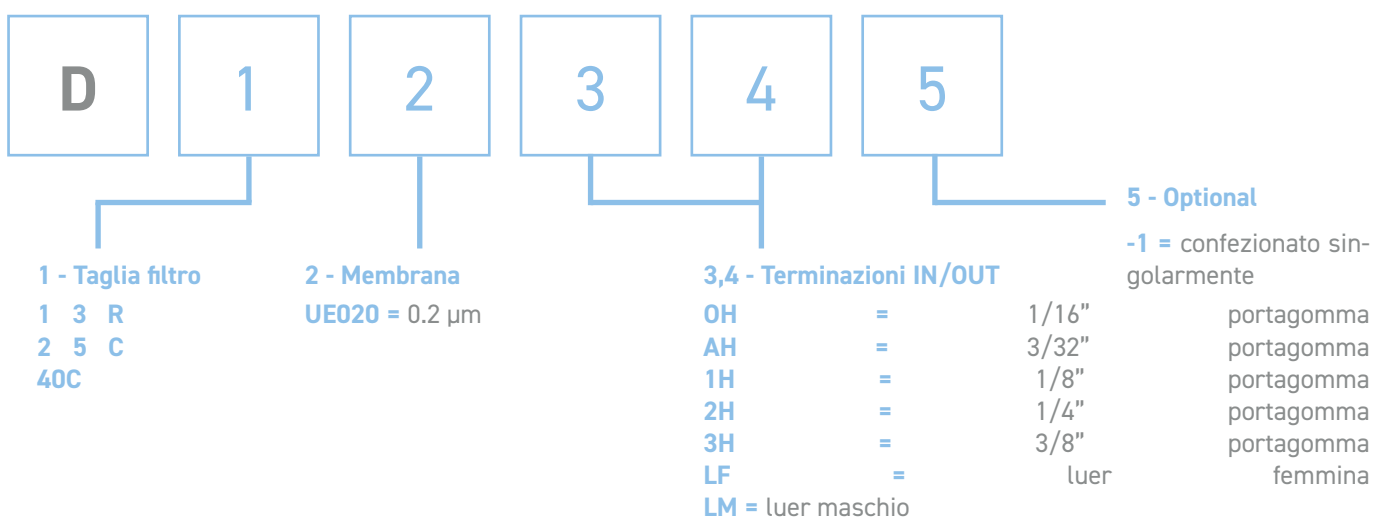 D 1 2 3 4 5
5 - Optional
-1 = confezionato sin-
golarmente
1 - Taglia filtro
1 3 R
2 5 C
40C
2 - Membrana
UE020 = 0.2 µm
3,4 - Terminazioni IN/OUT
0H = 1/16” portagomma
AH = 3/32” portagomma
1H = 1/8” portagomma
2H = 1/4” portagomma
3H = 3/8” portagomma
LF = luer femmina
LM = luer maschio